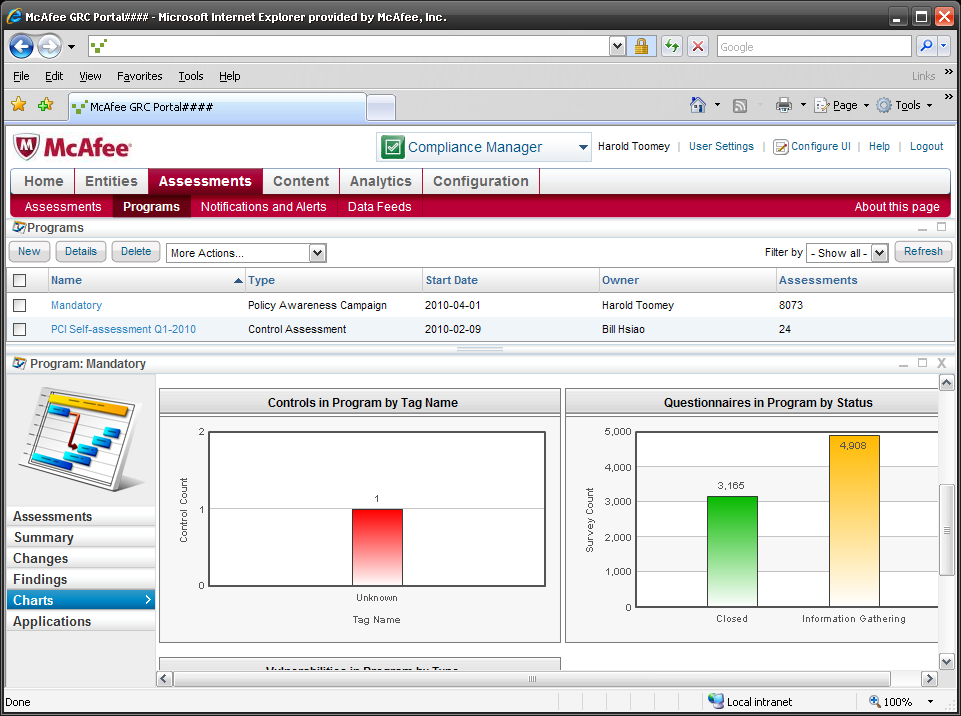 McAfee GRC Portal#### - Microsoft Internet Explorer provided by McAfee, Inc.
Google
File Edit View Favorites Tools Help Links »
McAfee GRC Portal#### Page Tools »
McAfee Compliance Manager Harold Toomey | User Settings | Configure UI | Help | Logout
Home Entities Assessments Content Analytics Configuration
Assessments Programs Notifications and Alerts Data Feeds About this page
Programs
New Details Delete More Actions... Filter by - Show all - Refresh
Name Type Start Date Owner Assessments
Mandatory Policy Awareness Campaign 2010-04-01 Harold Toomey 8073
PCI Self-assessment Q1-2010 Control Assessment 2010-02-09 Bill Hsiao 24
Program: Mandatory
Assessments
Summary
Changes
Findings
Charts
Applications
Controls in Program by Tag Name
2
1
0
Control Count
1
Unknown
Tag Name
Questionnaires in Program by Status
5,000
4,000
3,000
2,000
1,000
0
Survey Count
3,165
4,908
Closed Information Gathering
Vulnerabilities in Program by Type
Done Local intranet 100%